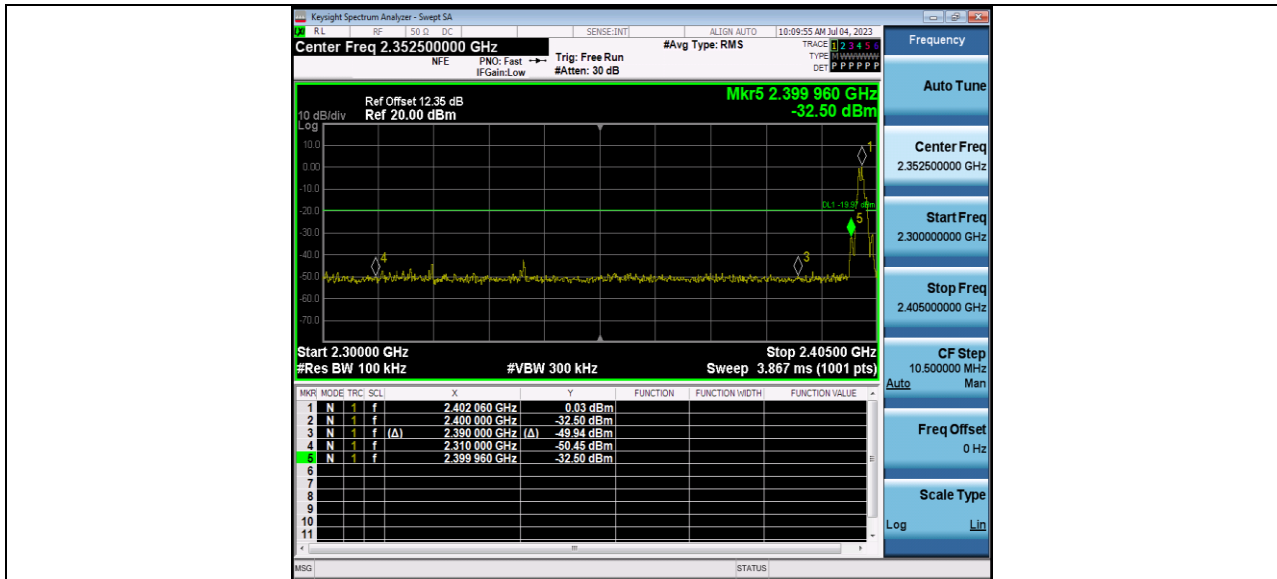 Keysight Spectrum Analyzer - Swept SA
LXI RL RF 50 Ω DC SENSE:INT ALIGN AUTO 10:09:55 AM Jul 04, 2023
Center Freq 2.352500000 GHz
NFE PNO: Fast Trig: Free Run #Avg Type: RMS TRACE 1 2 3 4 5 6
IFGain:Low #Atten: 30 dB TYPE M W W W W W
DET P P P P P P
Mkr5 2.399 960 GHz
-32.50 dBm
Ref Offset 12.35 dB
10 dB/div Ref 20.00 dBm
Log
10.0
0.00
-10.0
-20.0
-30.0
-40.0
-50.0
-60.0
-70.0
1
DL1 -19.97 dBm
5
4
3
Start 2.30000 GHz Stop 2.40500 GHz
#Res BW 100 kHz #VBW 300 kHz Sweep 3.867 ms (1001 pts)
MKR MODE TRC SCL X Y FUNCTION FUNCTION WIDTH FUNCTION VALUE
1 N 1 f 2.402 060 GHz 0.03 dBm
2 N 1 f 2.400 000 GHz -32.50 dBm
3 N 1 f (Δ) 2.390 000 GHz (Δ) -49.94 dBm
4 N 1 f 2.310 000 GHz -50.45 dBm
5 N 1 f 2.399 960 GHz -32.50 dBm
6
7
8
9
10
11
MSG STATUS
Frequency
Auto Tune
Center Freq
2.352500000 GHz
Start Freq
2.300000000 GHz
Stop Freq
2.405000000 GHz
CF Step
10.500000 MHz
Auto Man
Freq Offset
0 Hz
Scale Type
Log Lin